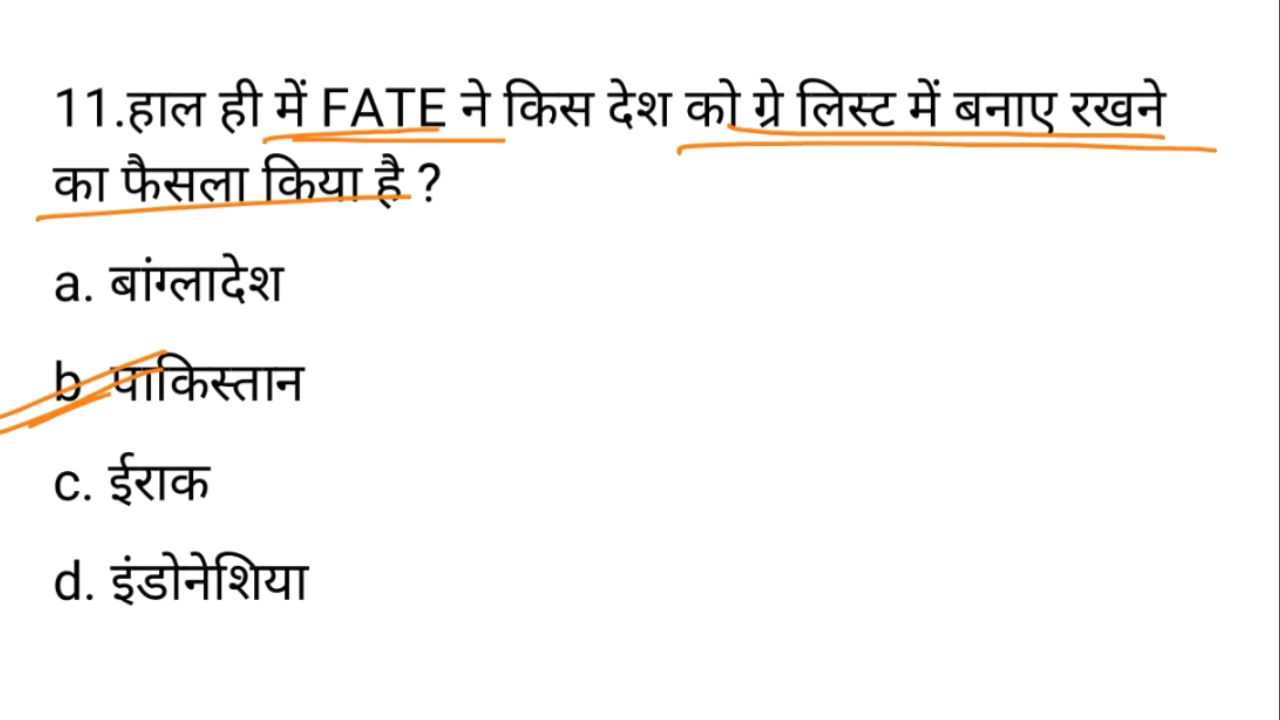 11.हाल ही में FATE ने किस देश को ग्रे लिस्ट में बनाए रखने
का फैसला किया है ?
a. बांग्लादेश
b. पाकिस्तान
c. ईराक
d. इंडोनेशिया